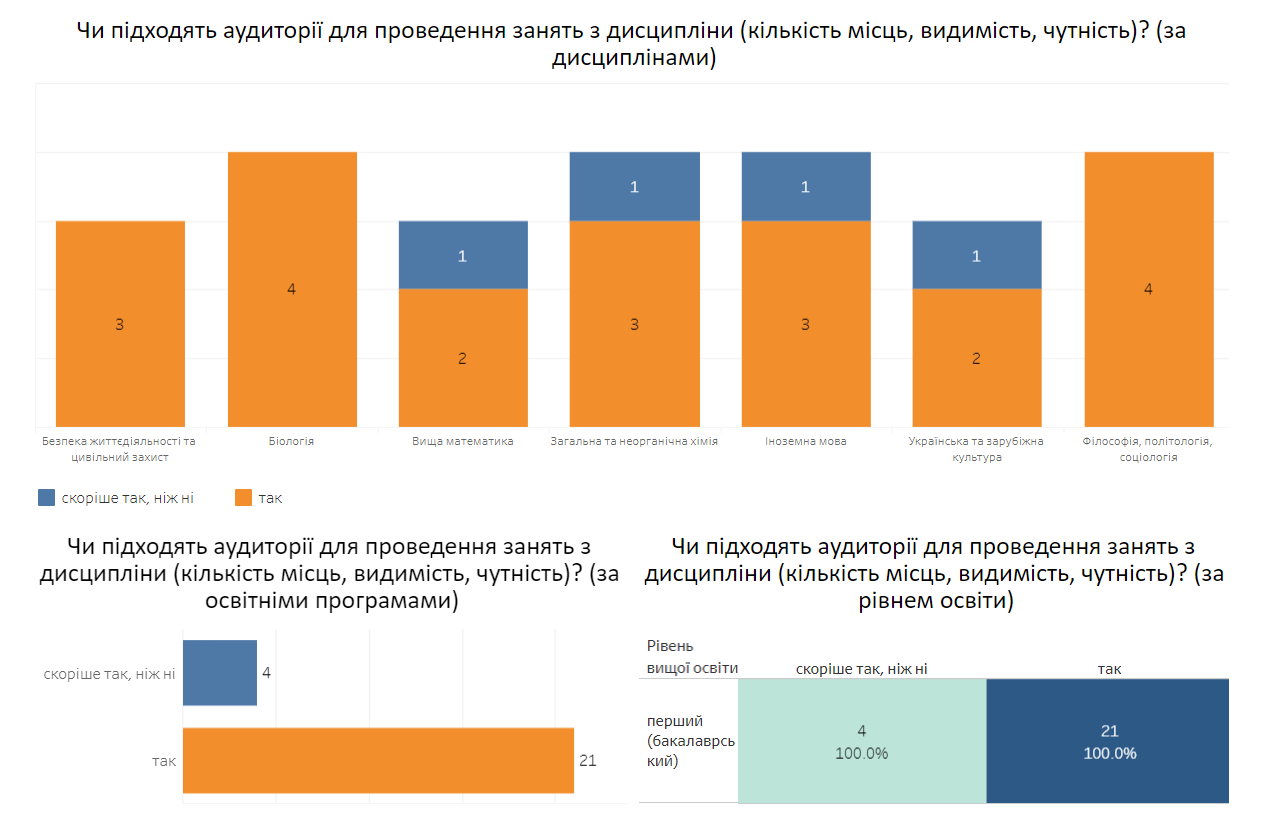 Чи підходять аудиторії для проведення занять з дисципліни (кількість місць, видимість, чутність)? (за
дисциплінами)
1
1
1
1
3
4
2
3
3
2
4
Безпека життєдіяльності та
цивільний захист
Біологія
Вища математика
Загальна та неорганічна хімія
Іноземна мова
Українська та зарубіжна
культура
Філософія, політологія,
соціологія
скоріше так, ніж ні
так
Чи підходять аудиторії для проведення занять з
дисципліни (кількість місць, видимість, чутність)? (за
освітніми програмами)
скоріше так, ніж ні
4
так
21
Чи підходять аудиторії для проведення занять з
дисципліни (кількість місць, видимість, чутність)? (за
рівнем освіти)
Рівень
вищої освіти
скоріше так, ніж ні
так
перший
(бакалаврсь
кий)
4
100.0%
21
100.0%